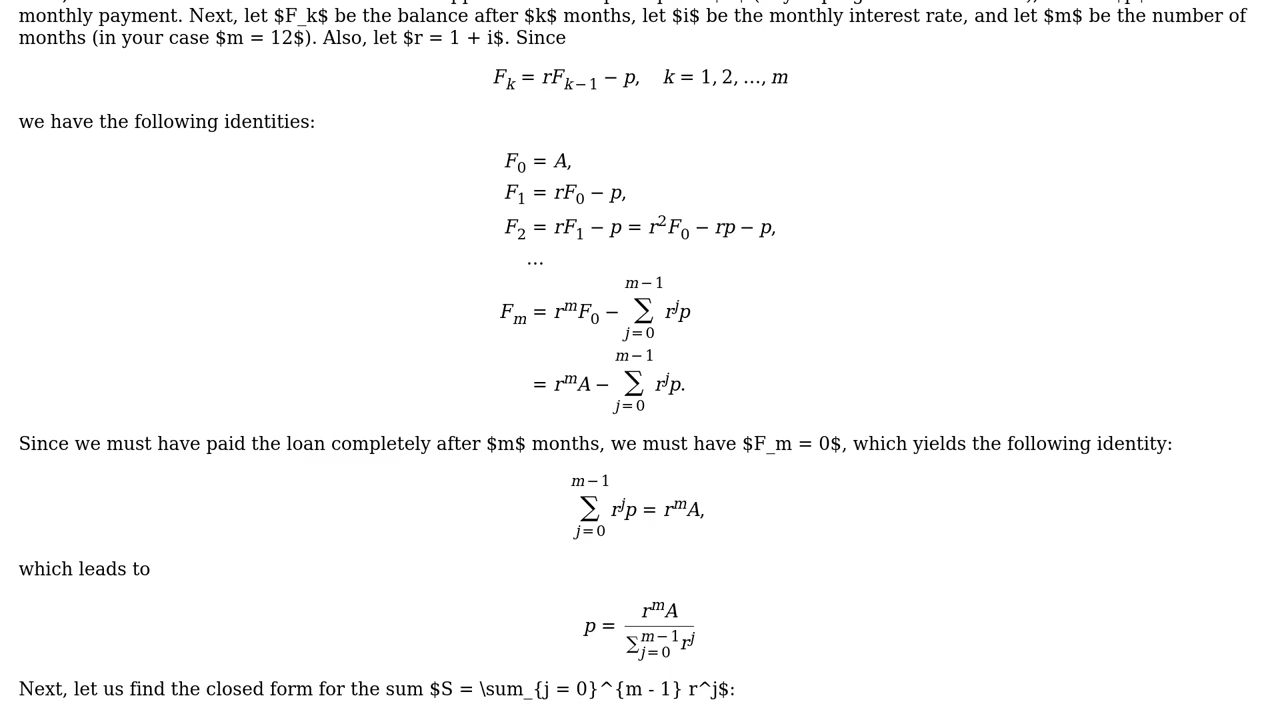 monthly payment. Next, let $F_k$ be the balance after $k$ months, let $i$ be the monthly interest rate, and let $m$ be the number of
months (in your case $m = 12$). Also, let $r = 1 + i$. Since
F_k = rF_{k−1} − p,    k = 1, 2, …, m
we have the following identities:
F_0 = A,
F_1 = rF_0 − p,
F_2 = rF_1 − p = r^2F_0 − rp − p,
…
F_m = r^mF_0 − ∑_{j=0}^{m−1} r^jp
= r^mA − ∑_{j=0}^{m−1} r^jp.
Since we must have paid the loan completely after $m$ months, we must have $F_m = 0$, which yields the following identity:
∑_{j=0}^{m−1} r^jp = r^mA,
which leads to
p = \frac{r^mA}{∑_{j=0}^{m−1} r^j}
Next, let us find the closed form for the sum $S = \sum_{j = 0}^{m - 1} r^j$: